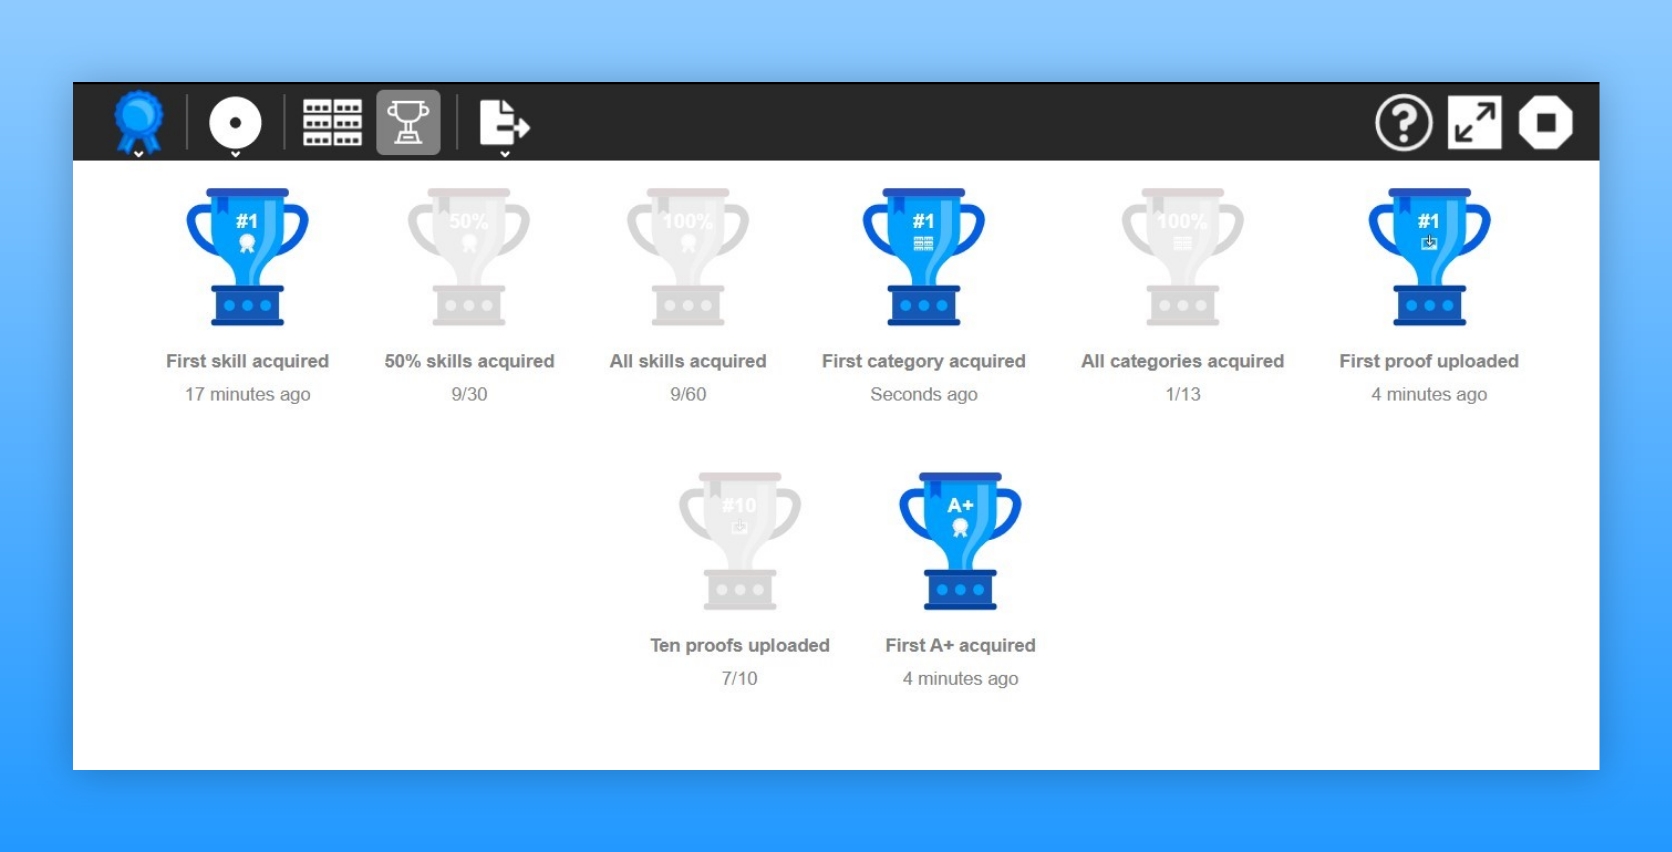 #1
50%
100%
#1
100%
#1
First skill acquired
17 minutes ago
50% skills acquired
9/30
All skills acquired
9/60
First category acquired
Seconds ago
All categories acquired
1/13
First proof uploaded
4 minutes ago
#10
A+
Ten proofs uploaded
7/10
First A+ acquired
4 minutes ago